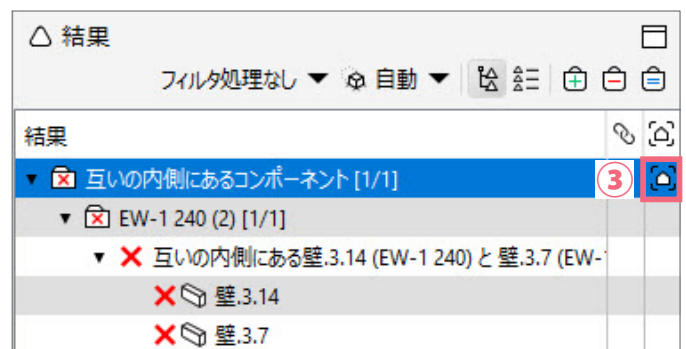 結果
フィルタ処理なし 自動
結果
互いの内側にあるコンポーネント [1/1] ③
EW-1 240 (2) [1/1]
互いの内側にある壁.3.14 (EW-1 240) と 壁.3.7 (EW-
壁.3.14
壁.3.7